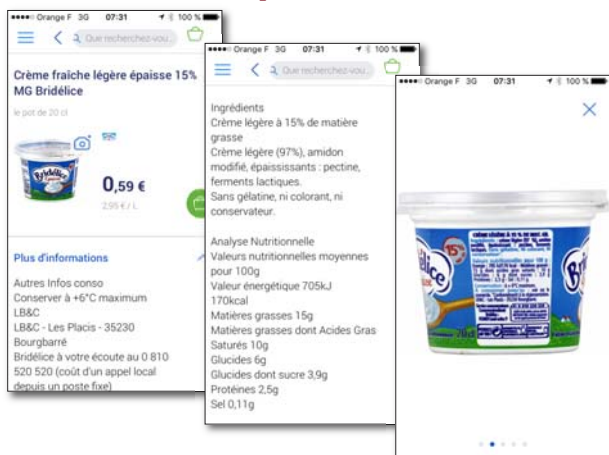 Orange F 3G 07:31 100 %
Que recherchez-vou...
Crème fraîche légère épaisse 15%
MG Bridélice
le pot de 20 cl
Bridélice
0,59 €
2,95 € / L
Plus d'informations
Autres Infos conso
Conserver à +6°C maximum
LB&C
LB&C - Les Placis - 35230
Bourgbarré
Bridélice à votre écoute au 0 810
520 520 (coût d'un appel local
depuis un poste fixe)
Orange F 3G 07:31 100 %
Que recherchez-vou...
Ingrédients
Crème légère à 15% de matière
grasse
Crème légère (97%), amidon
modifié, épaississants : pectine,
ferments lactiques.
Sans gélatine, ni colorant, ni
conservateur.
Analyse Nutritionnelle
Valeurs nutritionnelles moyennes
pour 100g
Valeur énergétique 705kJ
170kcal
Matières grasses 15g
Matières grasses dont Acides Gras
Saturés 10g
Glucides 6g
Glucides dont sucre 3,9g
Protéines 2,5g
Sel 0,11g
Orange F 3G 07:31 100 %
15%
20cl